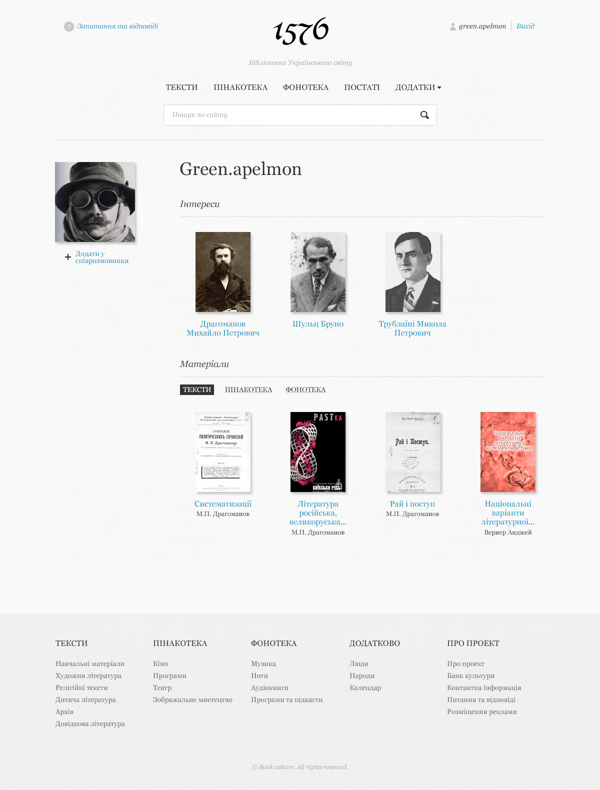 Запитання та відповіді
1576
green.apelmon
Вихід
Бібліотека Українського світу
ТЕКСТИ ПІНАКОТЕКА ФОНОТЕКА ПОСТАТІ ДОДАТКИ
Пошук по сайту
Green.apelmon
Додати у
співрозмовники
Інтереси
Драгоманов
Михайло Петрович
Шульц Бруно
Трублаїні Микола
Петрович
Матеріали
ТЕКСТИ ПІНАКОТЕКА ФОНОТЕКА
PASTKA
Рай і Поступ.
Систематизації
М.П. Драгоманов
Література
російська,
великоруська...
М.П. Драгоманов
Рай і поступ
М.П. Драгоманов
Національні
варіанти
літературної...
Вернер Анджей
ТЕКСТИ
Навчальні матеріали
Художня література
Релігійні тексти
Дитяча література
Архів
Довідкова література
ПІНАКОТЕКА
Кіно
Програми
Театр
Зображальне мистецтво
ФОНОТЕКА
Музика
Ноти
Аудіокниги
Програми та підкасти
ДОДАТКОВО
Люди
Народи
Календар
ПРО ПРОЕКТ
Про проект
Банк культури
Контактна інформація
Питання та відповіді
Розміщення реклами
© Bank culture. All rights reserved.